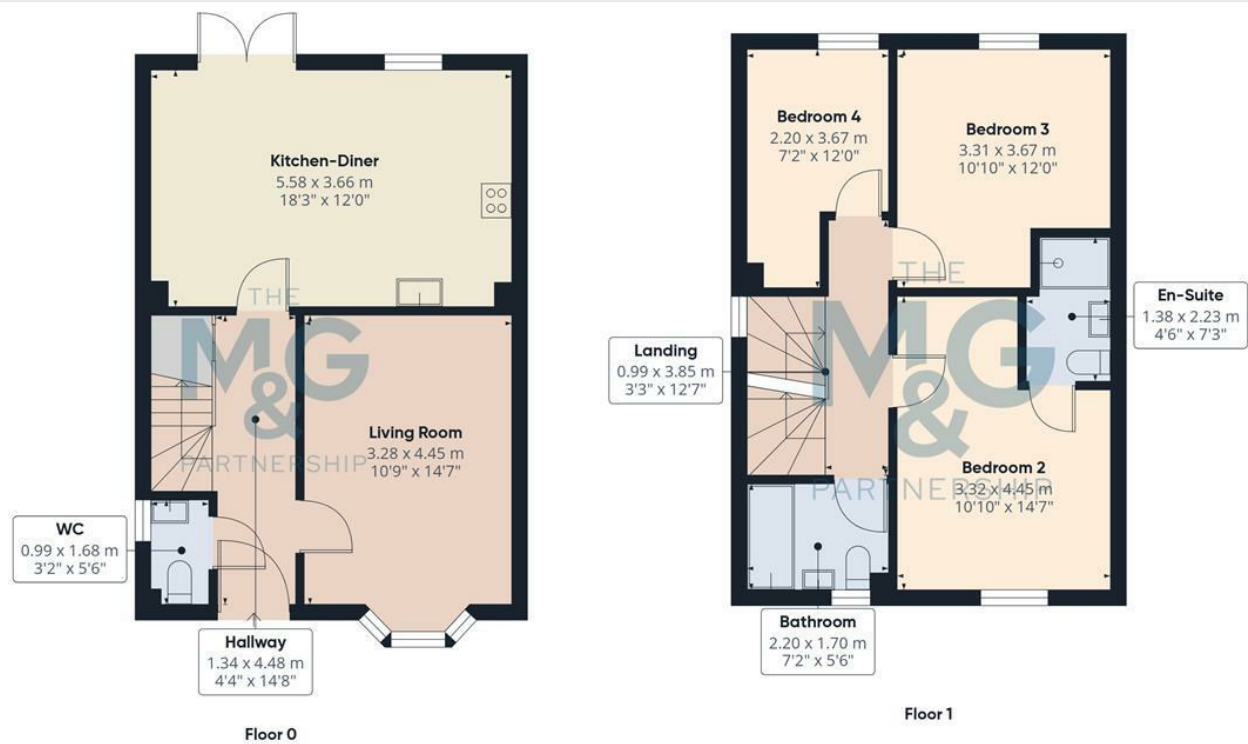 Kitchen-Diner
5.58 x 3.66 m
18'3" x 12'0"
THE
M&G
PARTNERSHIP
Living Room
3.28 x 4.45 m
10'9" x 14'7"
WC
0.99 x 1.68 m
3'2" x 5'6"
Hallway
1.34 x 4.48 m
4'4" x 14'8"
Floor 0
Bedroom 4
2.20 x 3.67 m
7'2" x 12'0"
Bedroom 3
3.31 x 3.67 m
10'10" x 12'0"
THE
M&G
PARTNERSHIP
En-Suite
1.38 x 2.23 m
4'6" x 7'3"
Landing
0.99 x 3.85 m
3'3" x 12'7"
Bedroom 2
3.32 x 4.45 m
10'10" x 14'7"
Bathroom
2.20 x 1.70 m
7'2" x 5'6"
Floor 1